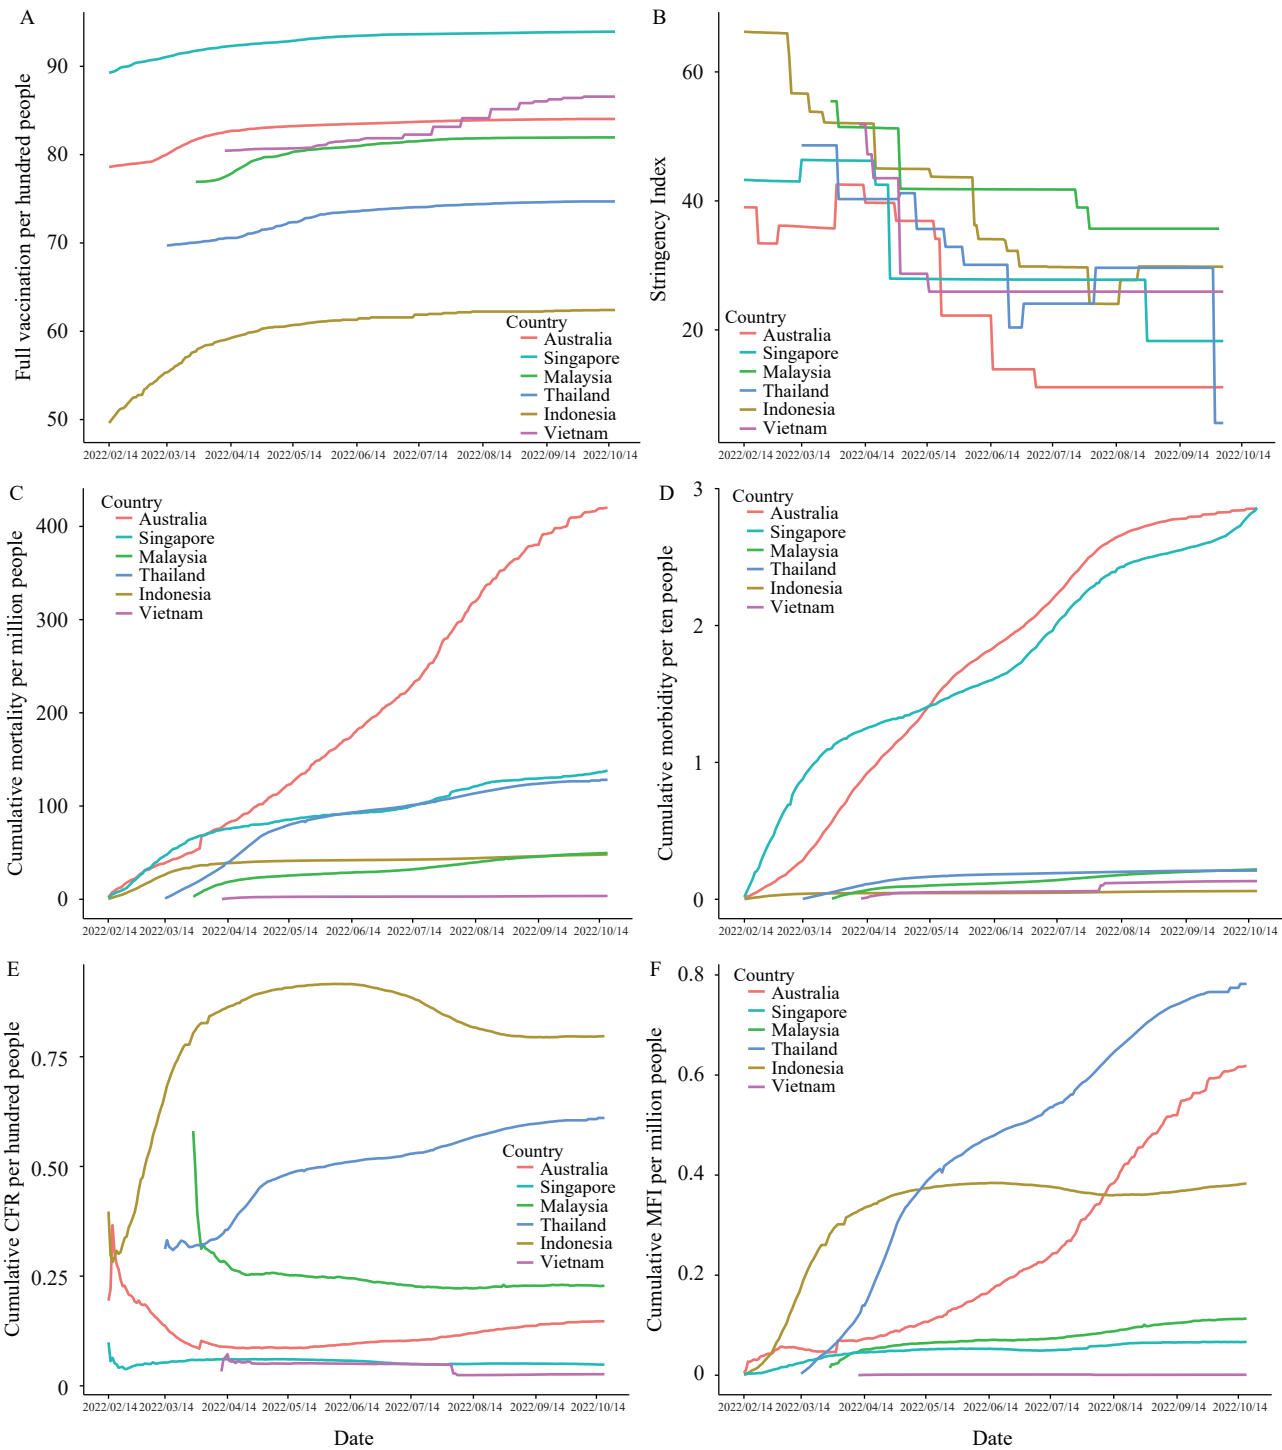 A
Full vaccination per hundred people
90
80
70
60
50
Country
Australia
Singapore
Malaysia
Thailand
Indonesia
Vietnam
2022/02/14 2022/03/14 2022/04/14 2022/05/14 2022/06/14 2022/07/14 2022/08/14 2022/09/14 2022/10/14
B
Stringency Index
60
40
20
Country
Australia
Singapore
Malaysia
Thailand
Indonesia
Vietnam
2022/02/14 2022/03/14 2022/04/14 2022/05/14 2022/06/14 2022/07/14 2022/08/14 2022/09/14 2022/10/14
C
Cumulative mortality per million people
400
300
200
100
0
Country
Australia
Singapore
Malaysia
Thailand
Indonesia
Vietnam
2022/02/14 2022/03/14 2022/04/14 2022/05/14 2022/06/14 2022/07/14 2022/08/14 2022/09/14 2022/10/14
D
Cumulative morbidity per ten people
3
2
1
0
Country
Australia
Singapore
Malaysia
Thailand
Indonesia
Vietnam
2022/02/14 2022/03/14 2022/04/14 2022/05/14 2022/06/14 2022/07/14 2022/08/14 2022/09/14 2022/10/14
E
Cumulative CFR per hundred people
0.75
0.50
0.25
0
Country
Australia
Singapore
Malaysia
Thailand
Indonesia
Vietnam
2022/02/14 2022/03/14 2022/04/14 2022/05/14 2022/06/14 2022/07/14 2022/08/14 2022/09/14 2022/10/14
Date
F
Cumulative MFI per million people
0.8
0.6
0.4
0.2
0
Country
Australia
Singapore
Malaysia
Thailand
Indonesia
Vietnam
2022/02/14 2022/03/14 2022/04/14 2022/05/14 2022/06/14 2022/07/14 2022/08/14 2022/09/14 2022/10/14
Date